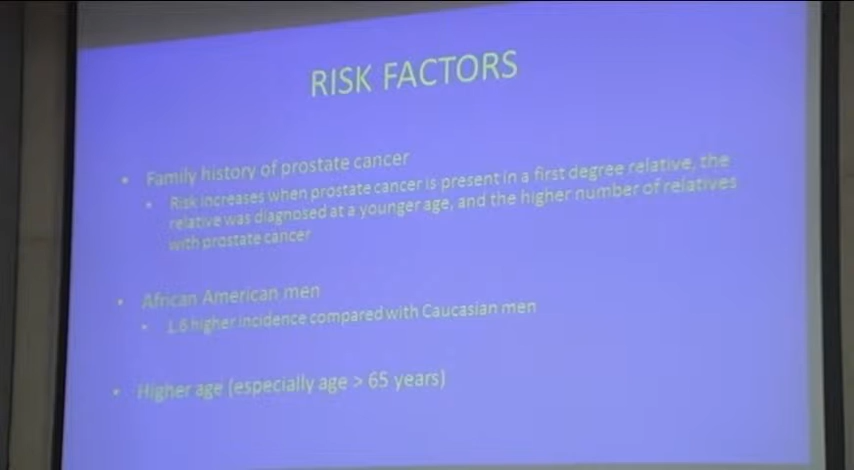 RISK FACTORS
• Family history of prostate cancer
• Risk increases when prostate cancer is present in a first degree relative, the
relative was diagnosed at a younger age, and the higher number of relatives
with prostate cancer
• African American men
• 1.6 higher incidence compared with Caucasian men
• Higher age (especially age > 65 years)